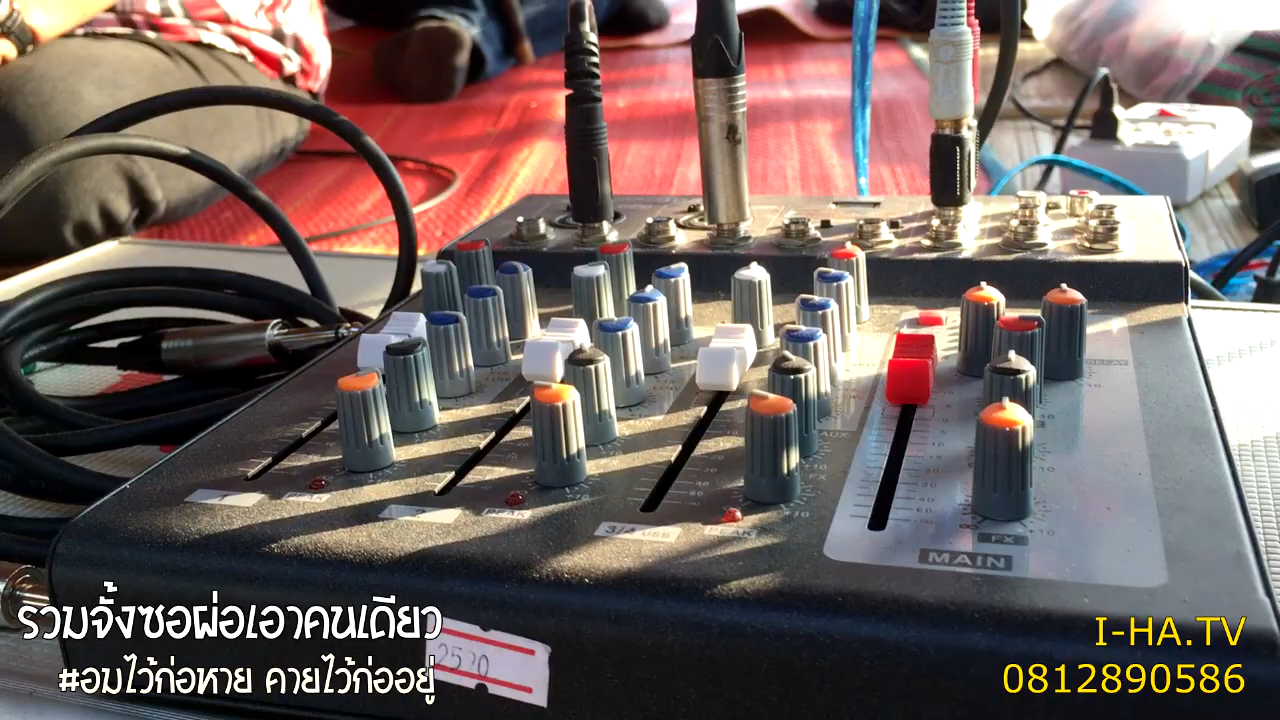 AUX
3/4 USB
PEAK
PEAK
FX
MAIN
รวมจั้งซอผ่อเอาคนเดียว
#อมไว้ก่อหาย คายไว้ก่ออยู่
I-HA.TV
0812890586